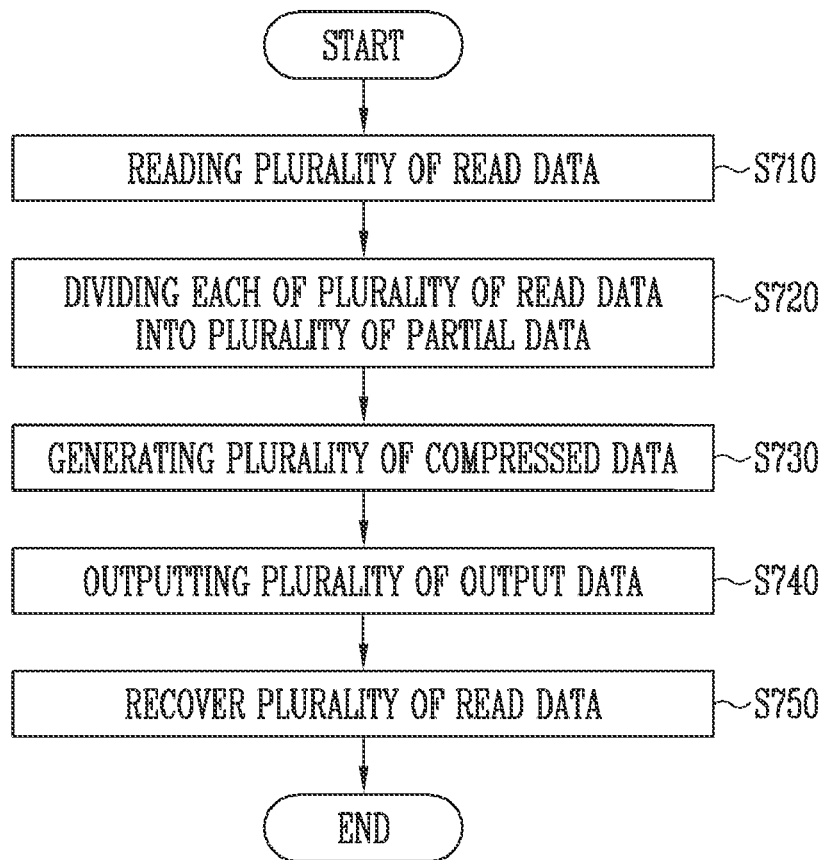 START
READING PLURALITY OF READ DATA
S710
DIVIDING EACH OF PLURALITY OF READ DATA
INTO PLURALITY OF PARTIAL DATA
S720
GENERATING PLURALITY OF COMPRESSED DATA
S730
OUTPUTTING PLURALITY OF OUTPUT DATA
S740
RECOVER PLURALITY OF READ DATA
S750
END